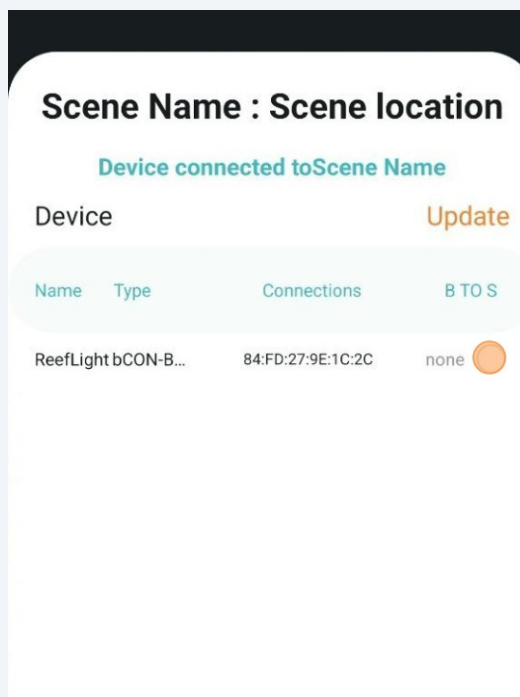 Scene Name : Scene location
Device connected toScene Name
Device Update
Name Type Connections B TO S
ReefLight bCON-B... 84:FD:27:9E:1C:2C none